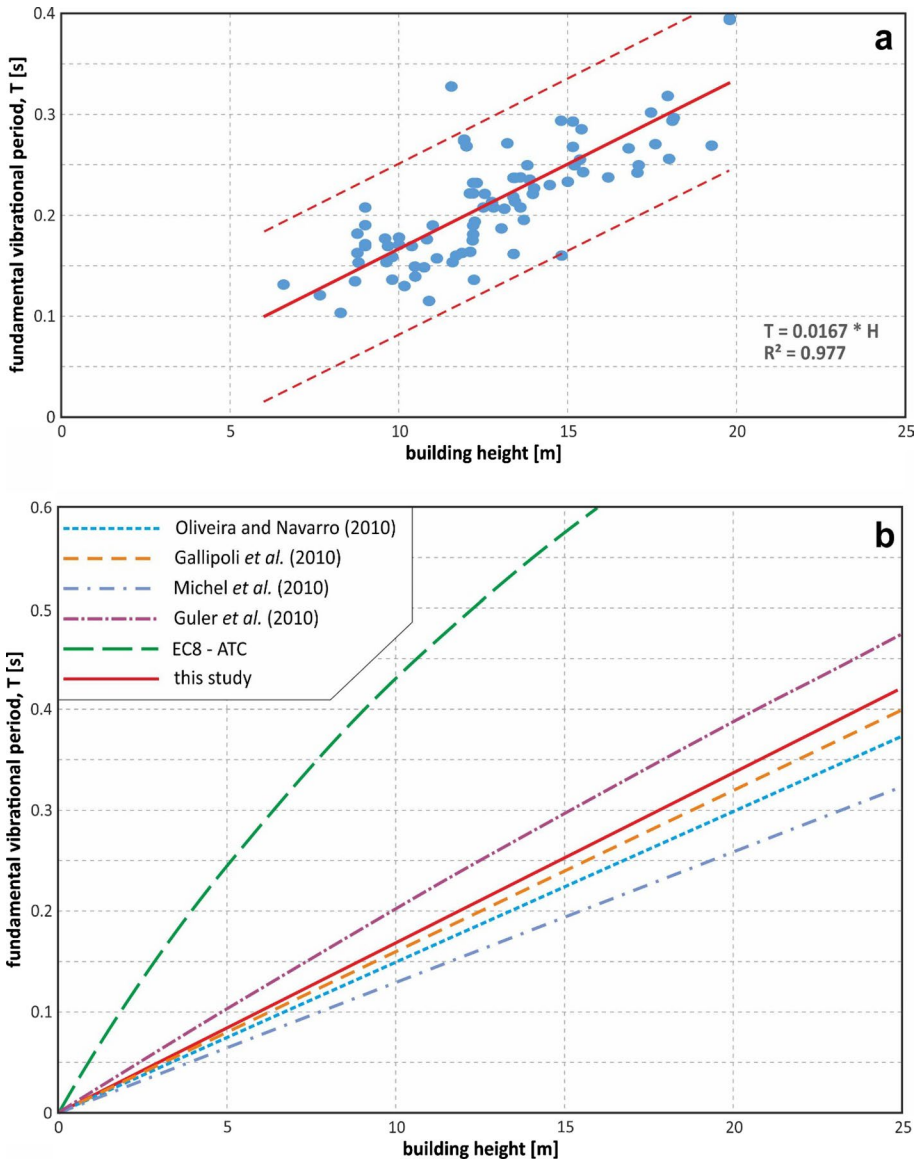 a
fundamental vibrational period, T [s]
0.4
0.3
0.2
0.1
0
T = 0.0167 * H
R² = 0.977
0 5 10 15 20 25
building height [m]
b
fundamental vibrational period, T [s]
0.6
0.5
0.4
0.3
0.2
0.1
0
Oliveira and Navarro (2010)
Gallipoli et al. (2010)
Michel et al. (2010)
Guler et al. (2010)
EC8 - ATC
this study
0 5 10 15 20 25
building height [m]